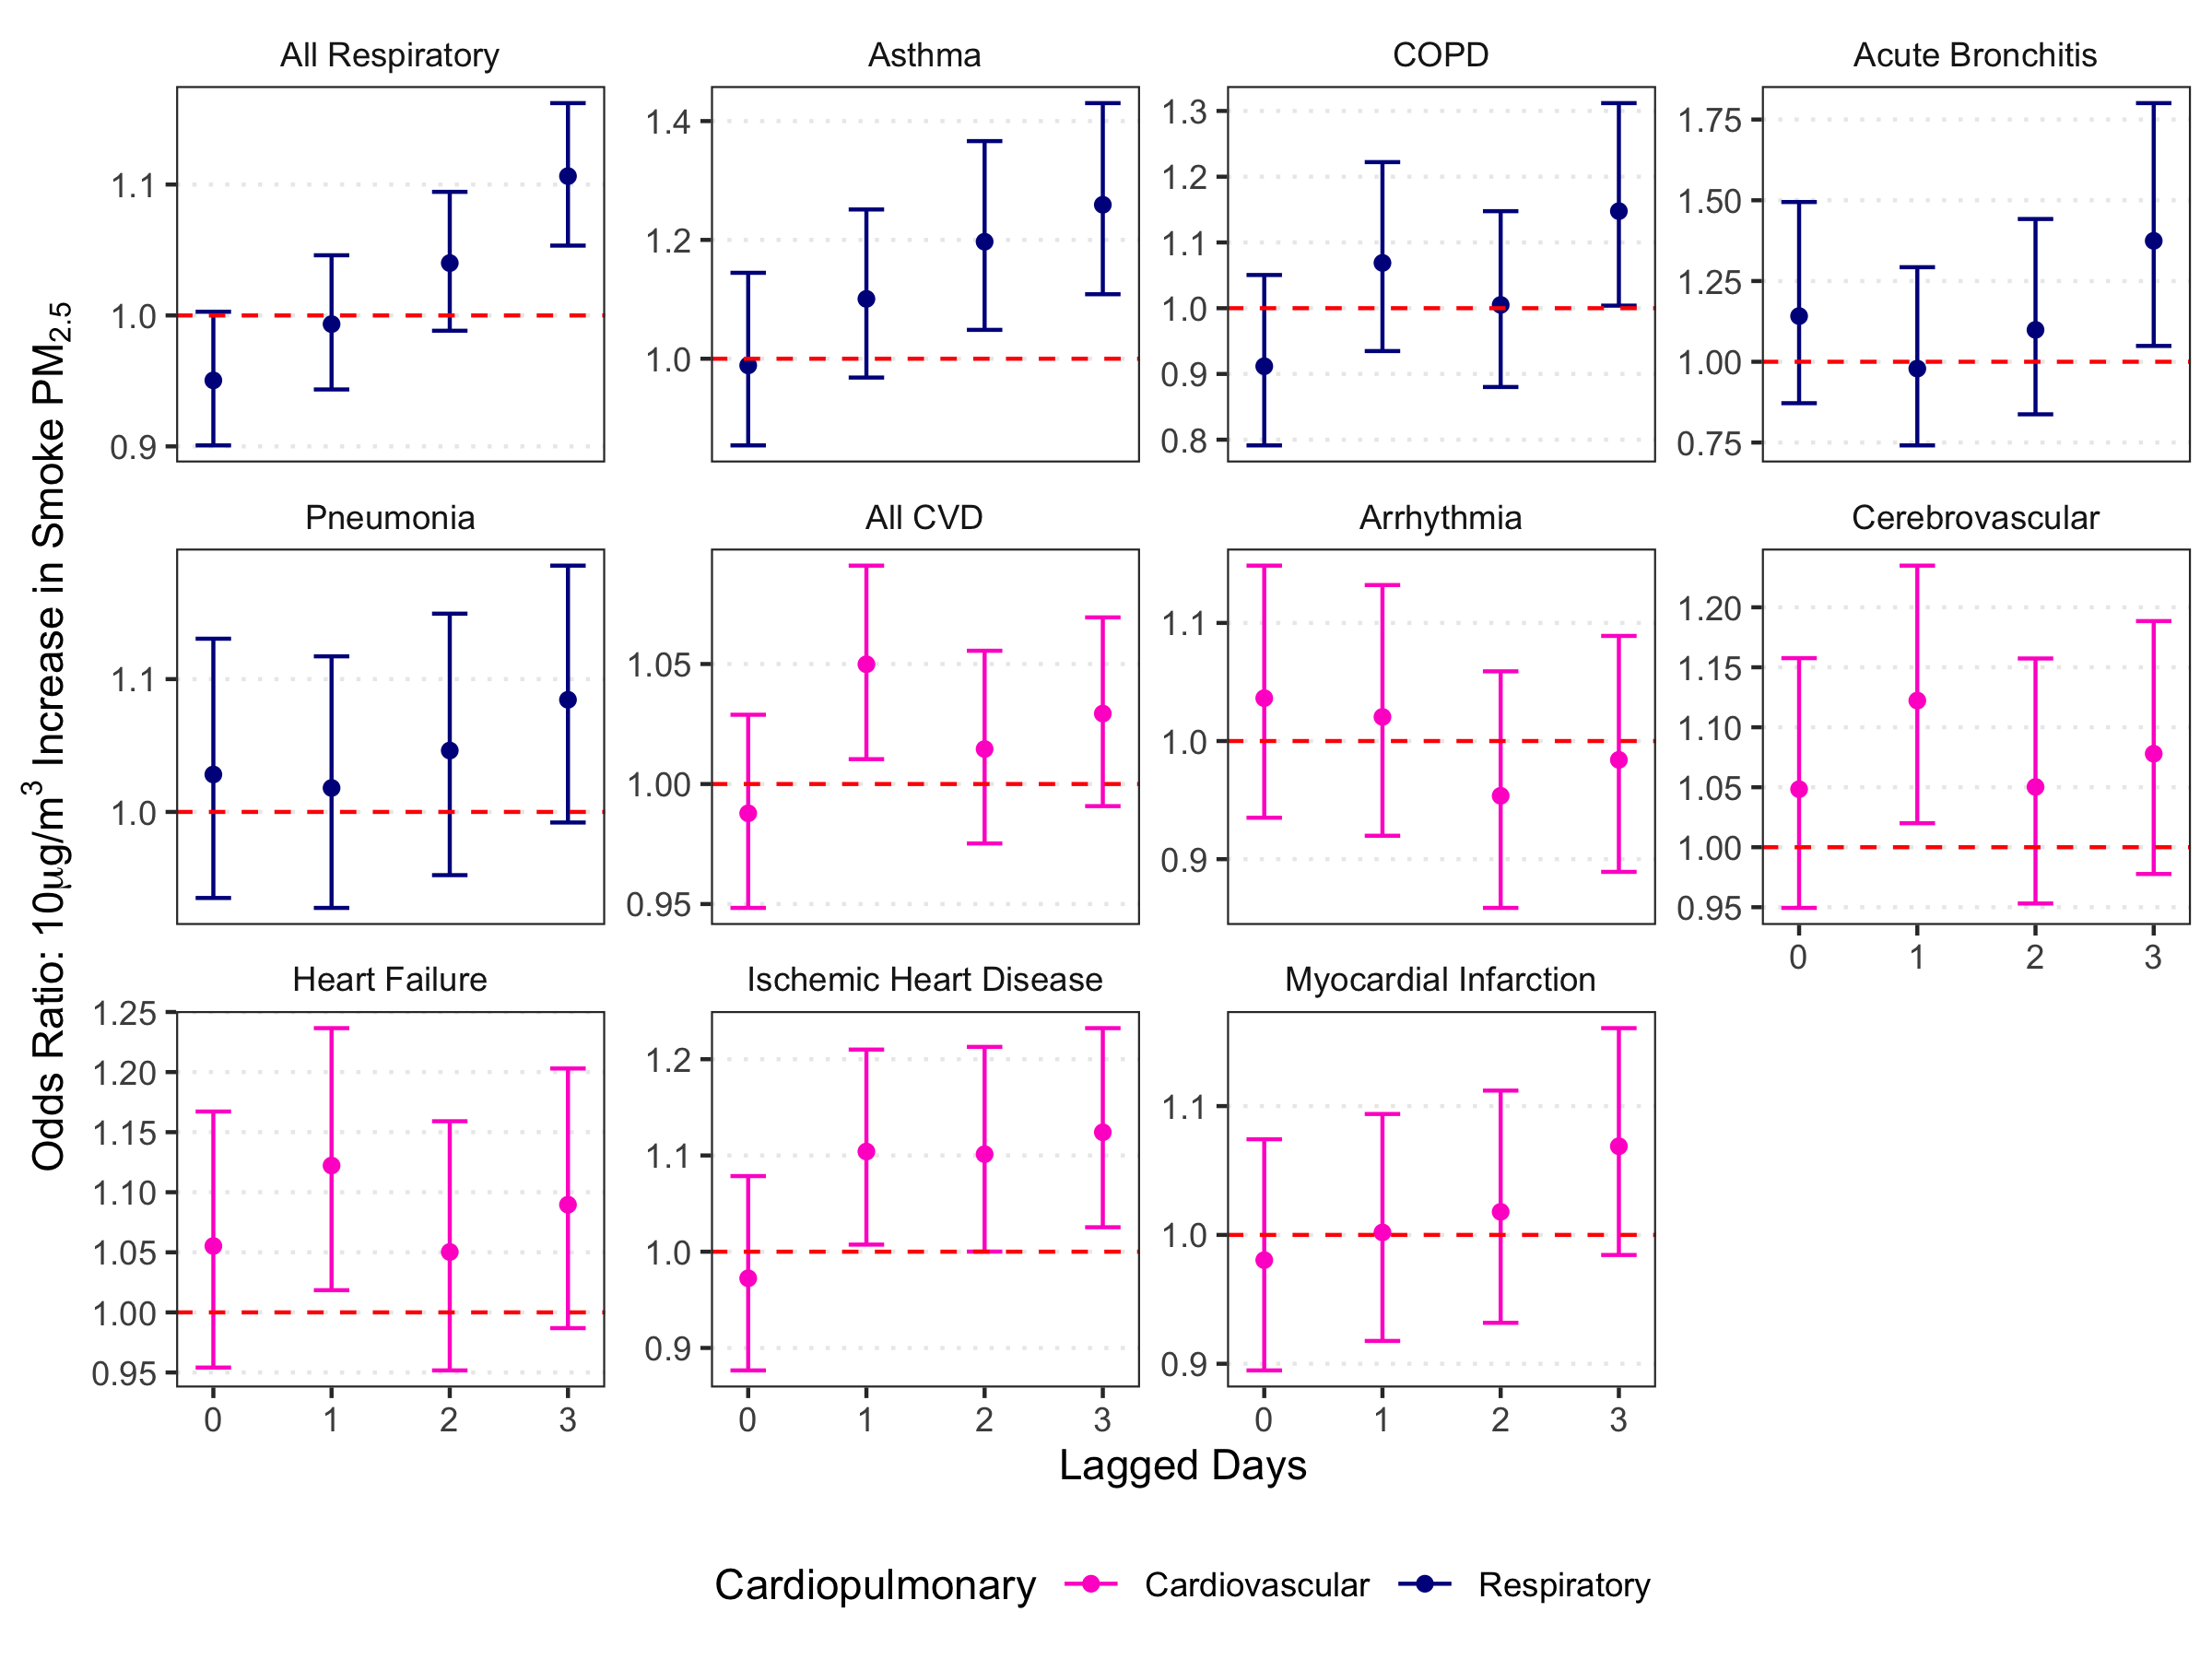 All Respiratory
Asthma
COPD
Acute Bronchitis
1.1
1.0
0.9
1.4
1.2
1.0
1.3
1.2
1.1
1.0
0.9
0.8
1.75
1.50
1.25
1.00
0.75
Pneumonia
All CVD
Arrhythmia
Cerebrovascular
1.1
1.0
1.05
1.00
0.95
1.1
1.0
0.9
1.20
1.15
1.10
1.05
1.00
0.95
0 1 2 3
Heart Failure
Ischemic Heart Disease
Myocardial Infarction
1.25
1.20
1.15
1.10
1.05
1.00
0.95
1.2
1.1
1.0
0.9
1.1
1.0
0.9
0 1 2 3
0 1 2 3
0 1 2 3
Odds Ratio: 10µg/m³ Increase in Smoke PM₂.₅
Lagged Days
Cardiopulmonary Cardiovascular Respiratory